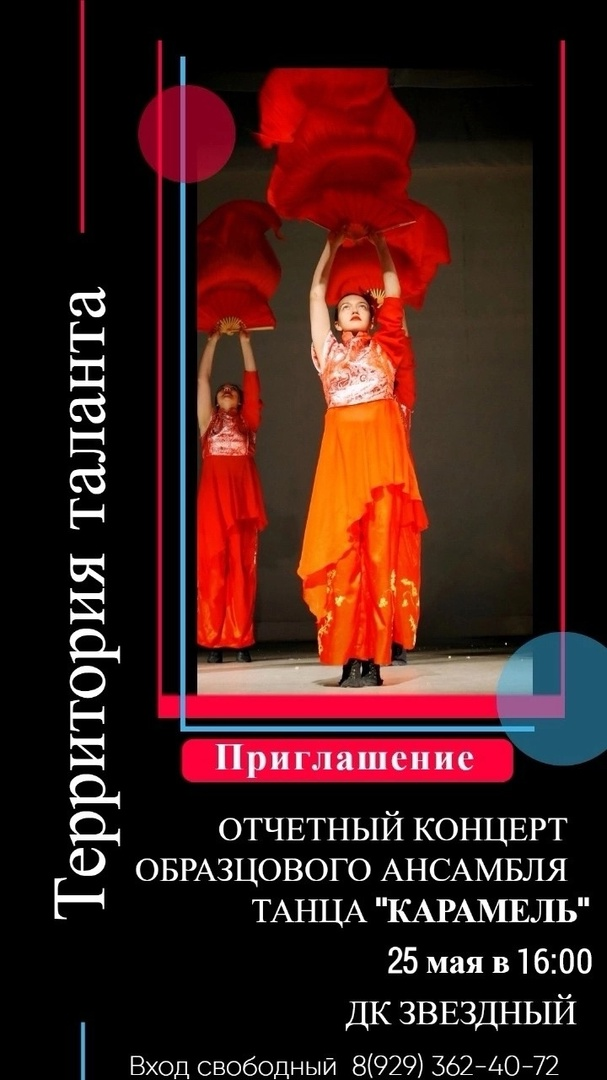 Территория таланта
Приглашение
ОТЧЕТНЫЙ КОНЦЕРТ
ОБРАЗЦОВОГО АНСАМБЛЯ
ТАНЦА "КАРАМЕЛЬ"
25 мая в 16:00
ДК ЗВЕЗДНЫЙ
Вход свободный 8(929) 362-40-72